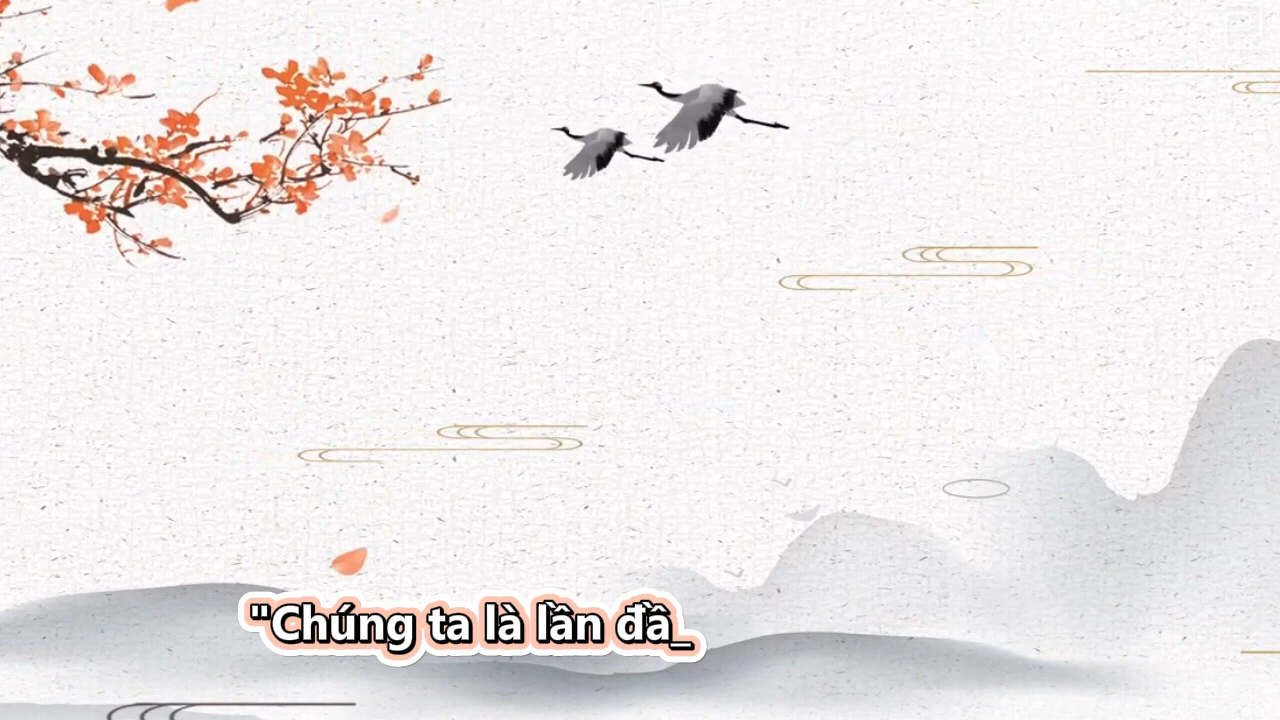 "Chúng ta là lần đầ_